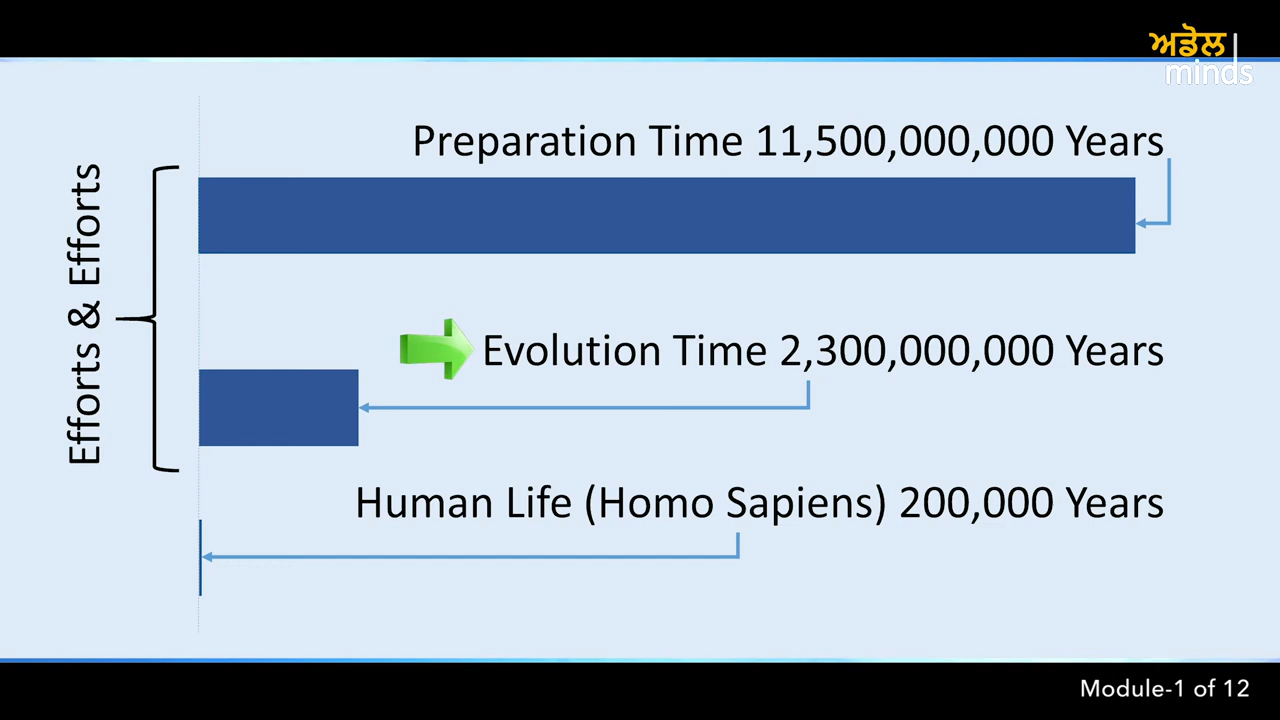 ਅਡੋਲ
minds
Preparation Time 11,500,000,000 Years
Efforts & Efforts
Evolution Time 2,300,000,000 Years
Human Life (Homo Sapiens) 200,000 Years
Module-1 of 12